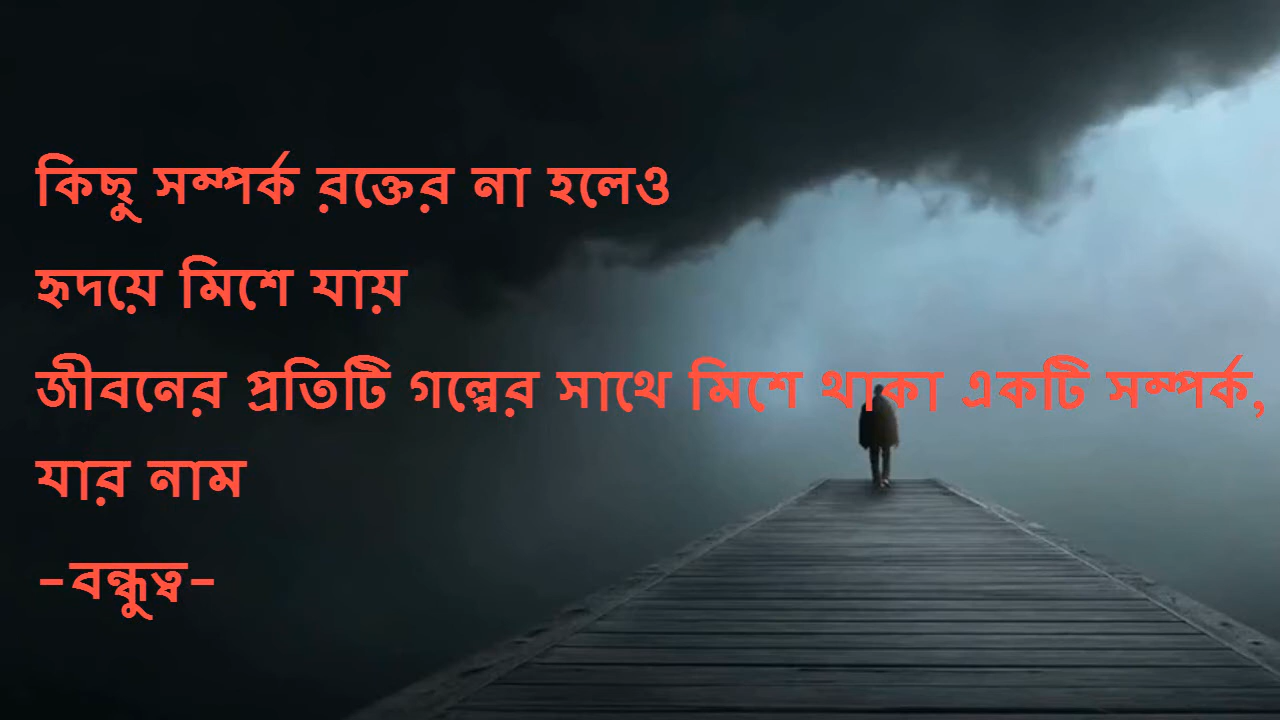 কিছু সম্পর্ক রক্তের না হলেও
হৃদয়ে মিশে যায়
জীবনের প্রতিটি গল্পের সাথে মিশে থাকা একটি সম্পর্ক,
যার নাম
-বন্ধুত্ব-